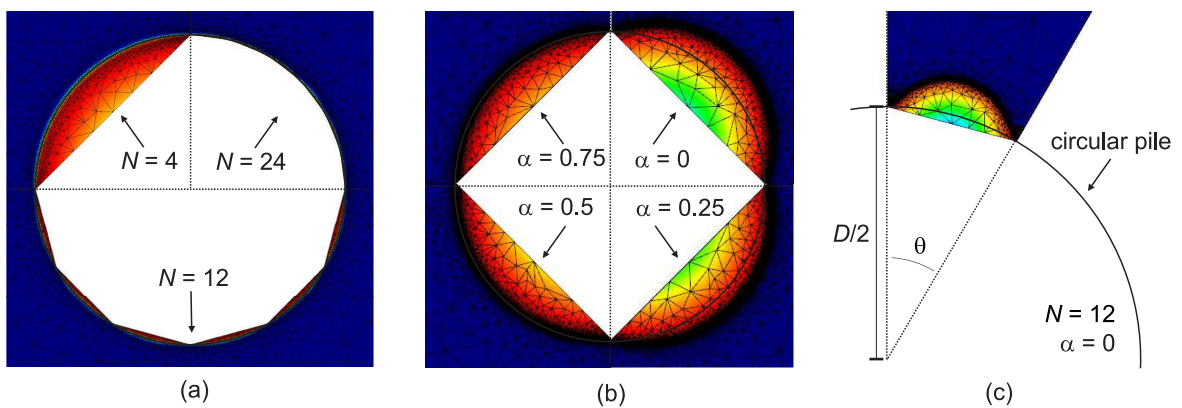 N = 4
N = 24
N = 12
(a)
α = 0.75
α = 0
α = 0.5
α = 0.25
(b)
circular pile
D/2
θ
N = 12
α = 0
(c)